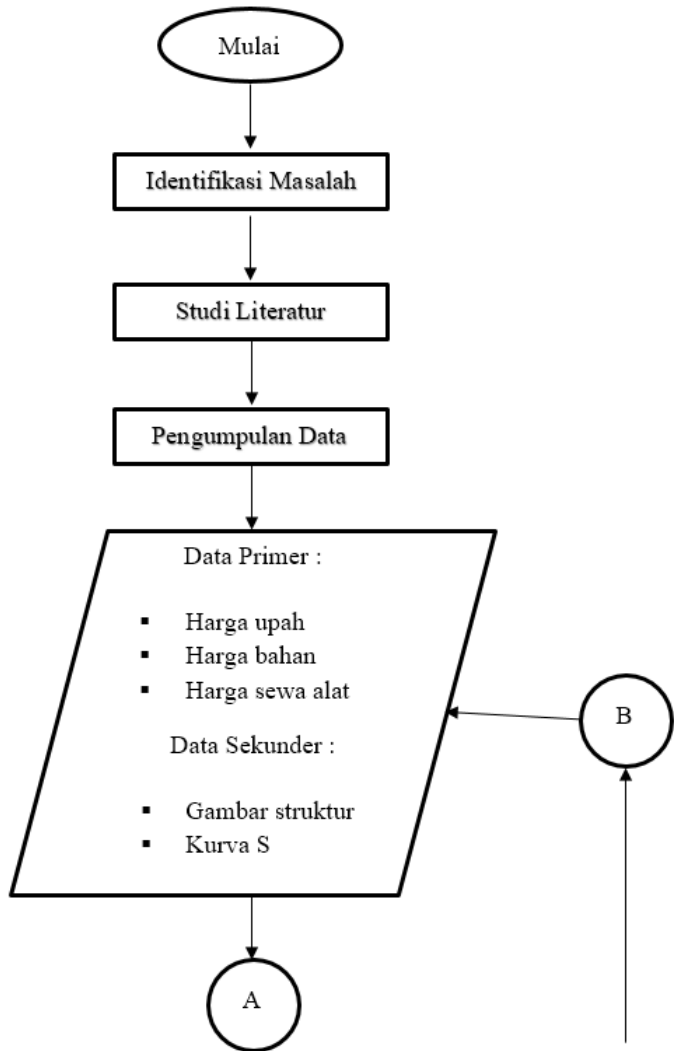 Mulai
Identifikasi Masalah
Studi Literatur
Pengumpulan Data
Data Primer :
▪ Harga upah
▪ Harga bahan
▪ Harga sewa alat
Data Sekunder :
▪ Gambar struktur
▪ Kurva S
B
A